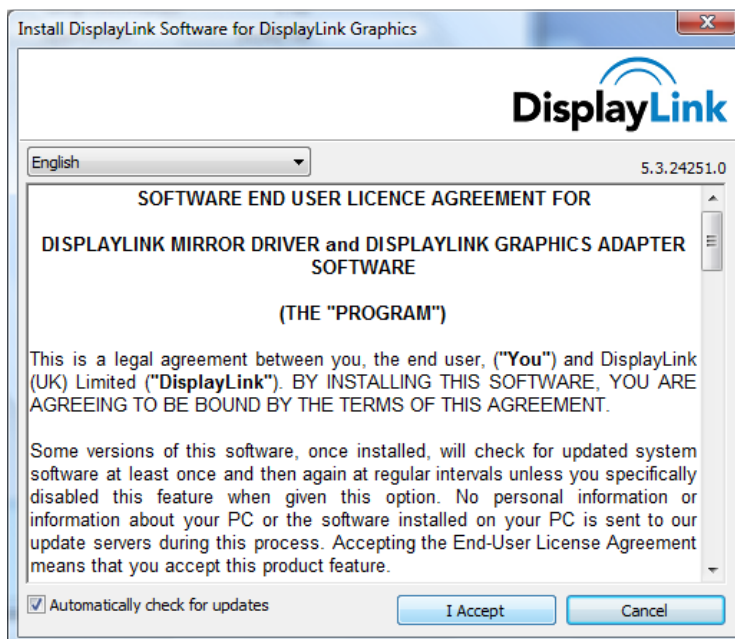 Install DisplayLink Software for DisplayLink Graphics
DisplayLink
English
5.3.24251.0
SOFTWARE END USER LICENCE AGREEMENT FOR
DISPLAYLINK MIRROR DRIVER and DISPLAYLINK GRAPHICS ADAPTER
SOFTWARE
(THE "PROGRAM")
This is a legal agreement between you, the end user, ("You") and DisplayLink
(UK) Limited ("DisplayLink"). BY INSTALLING THIS SOFTWARE, YOU ARE
AGREEING TO BE BOUND BY THE TERMS OF THIS AGREEMENT.
Some versions of this software, once installed, will check for updated system
software at least once and then again at regular intervals unless you specifically
disabled this feature when given this option. No personal information or
information about your PC or the software installed on your PC is sent to our
update servers during this process. Accepting the End-User License Agreement
means that you accept this product feature.
Automatically check for updates
I Accept
Cancel